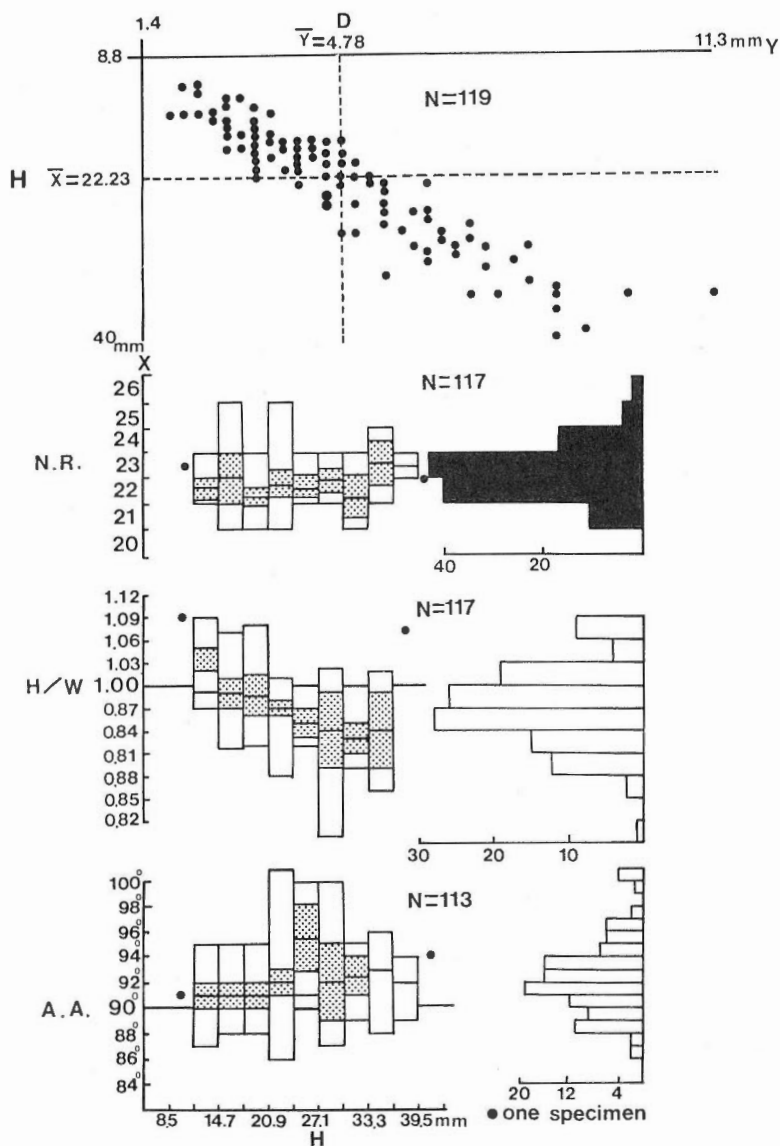 1.4 D
Y̅=4.78 11,3 mm Y
8,8
N=119
H X̅=22.23
40 mm
X
26 N=117
25
24
N.R. 23
22
21
20 40 20
1.12 N=117
1,09
1,06
1,03
H/W 1.00
0,87
0,84
0,81
0,88
0,85
0,82
30 20 10
100° N=113
98°
96°
94°
92°
A.A. 90°
88°
86°
84° 20 12 4
8,5 14.7 20.9 27,1 33,3 39,5 mm ● one specimen
H